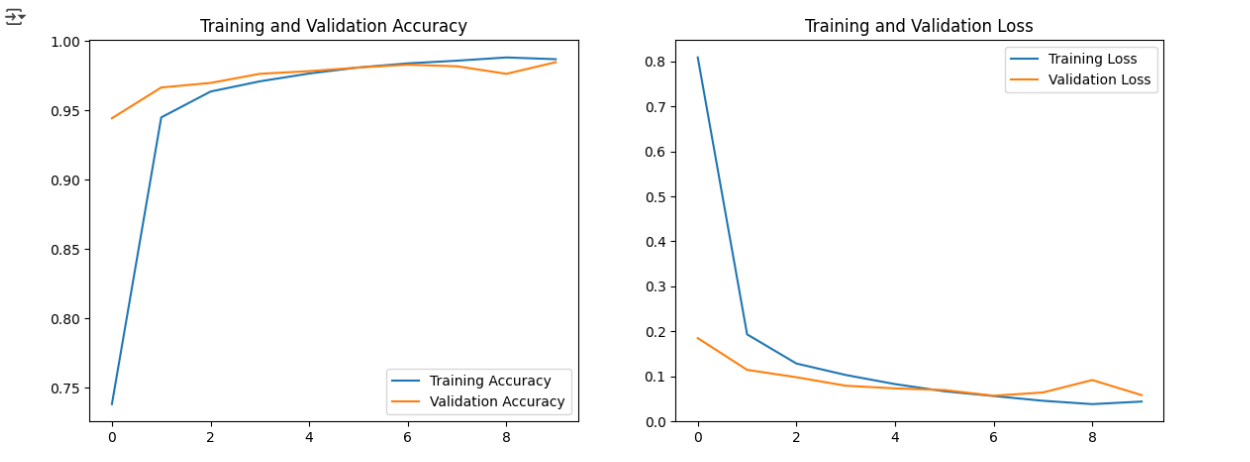 Training and Validation Accuracy
1.00
0.95
0.90
0.85
0.80
0.75
0 2 4 6 8
Training Accuracy
Validation Accuracy
Training and Validation Loss
0.8
0.7
0.6
0.5
0.4
0.3
0.2
0.1
0.0
0 2 4 6 8
Training Loss
Validation Loss